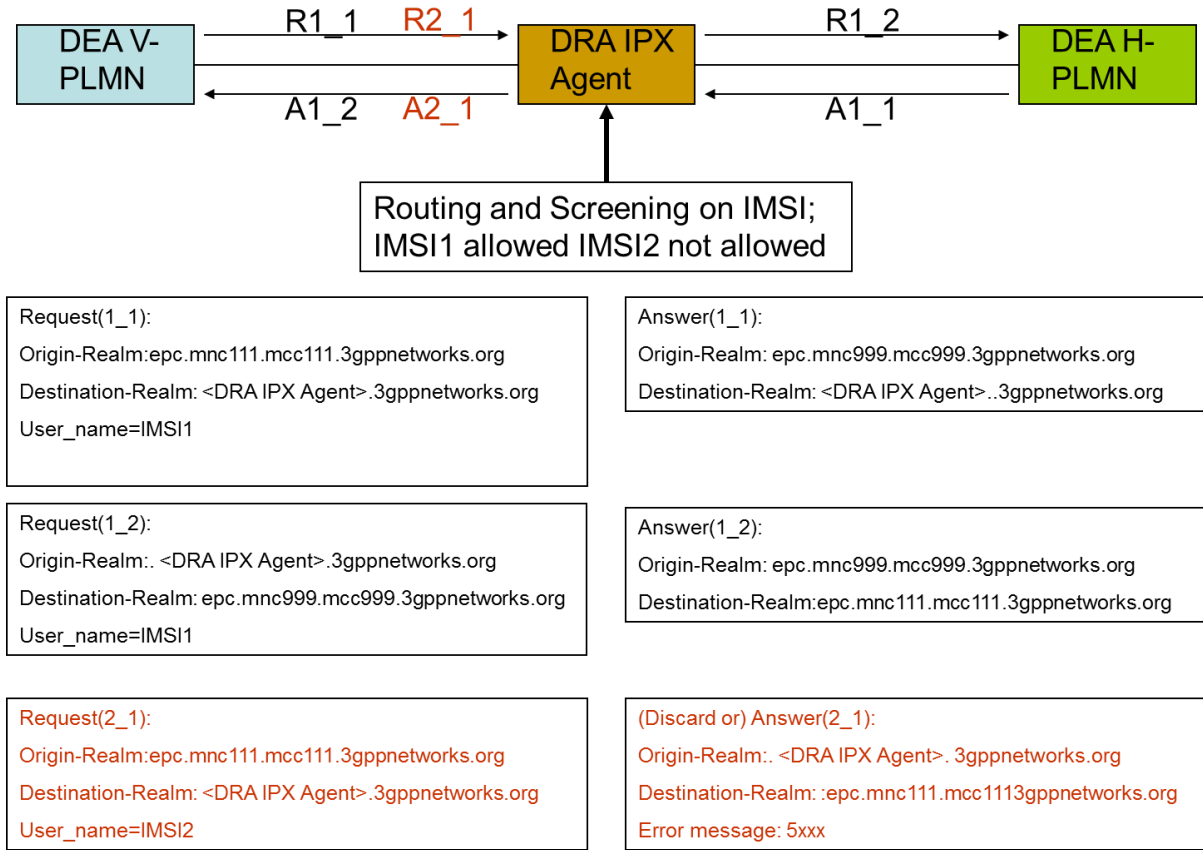 R1_1 R2_1 R1_2
DEA V-
PLMN
DRA IPX
Agent
DEA H-
PLMN
A1_2 A2_1 A1_1
Routing and Screening on IMSI;
IMSI1 allowed IMSI2 not allowed
Request(1_1):
Origin-Realm:epc.mnc111.mcc111.3gppnetworks.org
Destination-Realm: <DRA IPX Agent>.3gppnetworks.org
User_name=IMSI1
Answer(1_1):
Origin-Realm: epc.mnc999.mcc999.3gppnetworks.org
Destination-Realm: <DRA IPX Agent>..3gppnetworks.org
Request(1_2):
Origin-Realm:. <DRA IPX Agent>.3gppnetworks.org
Destination-Realm: epc.mnc999.mcc999.3gppnetworks.org
User_name=IMSI1
Answer(1_2):
Origin-Realm: epc.mnc999.mcc999.3gppnetworks.org
Destination-Realm:epc.mnc111.mcc111.3gppnetworks.org
Request(2_1):
Origin-Realm:epc.mnc111.mcc111.3gppnetworks.org
Destination-Realm: <DRA IPX Agent>.3gppnetworks.org
User_name=IMSI2
(Discard or) Answer(2_1):
Origin-Realm:. <DRA IPX Agent>. 3gppnetworks.org
Destination-Realm: :epc.mnc111.mcc1113gppnetworks.org
Error message: 5xxx